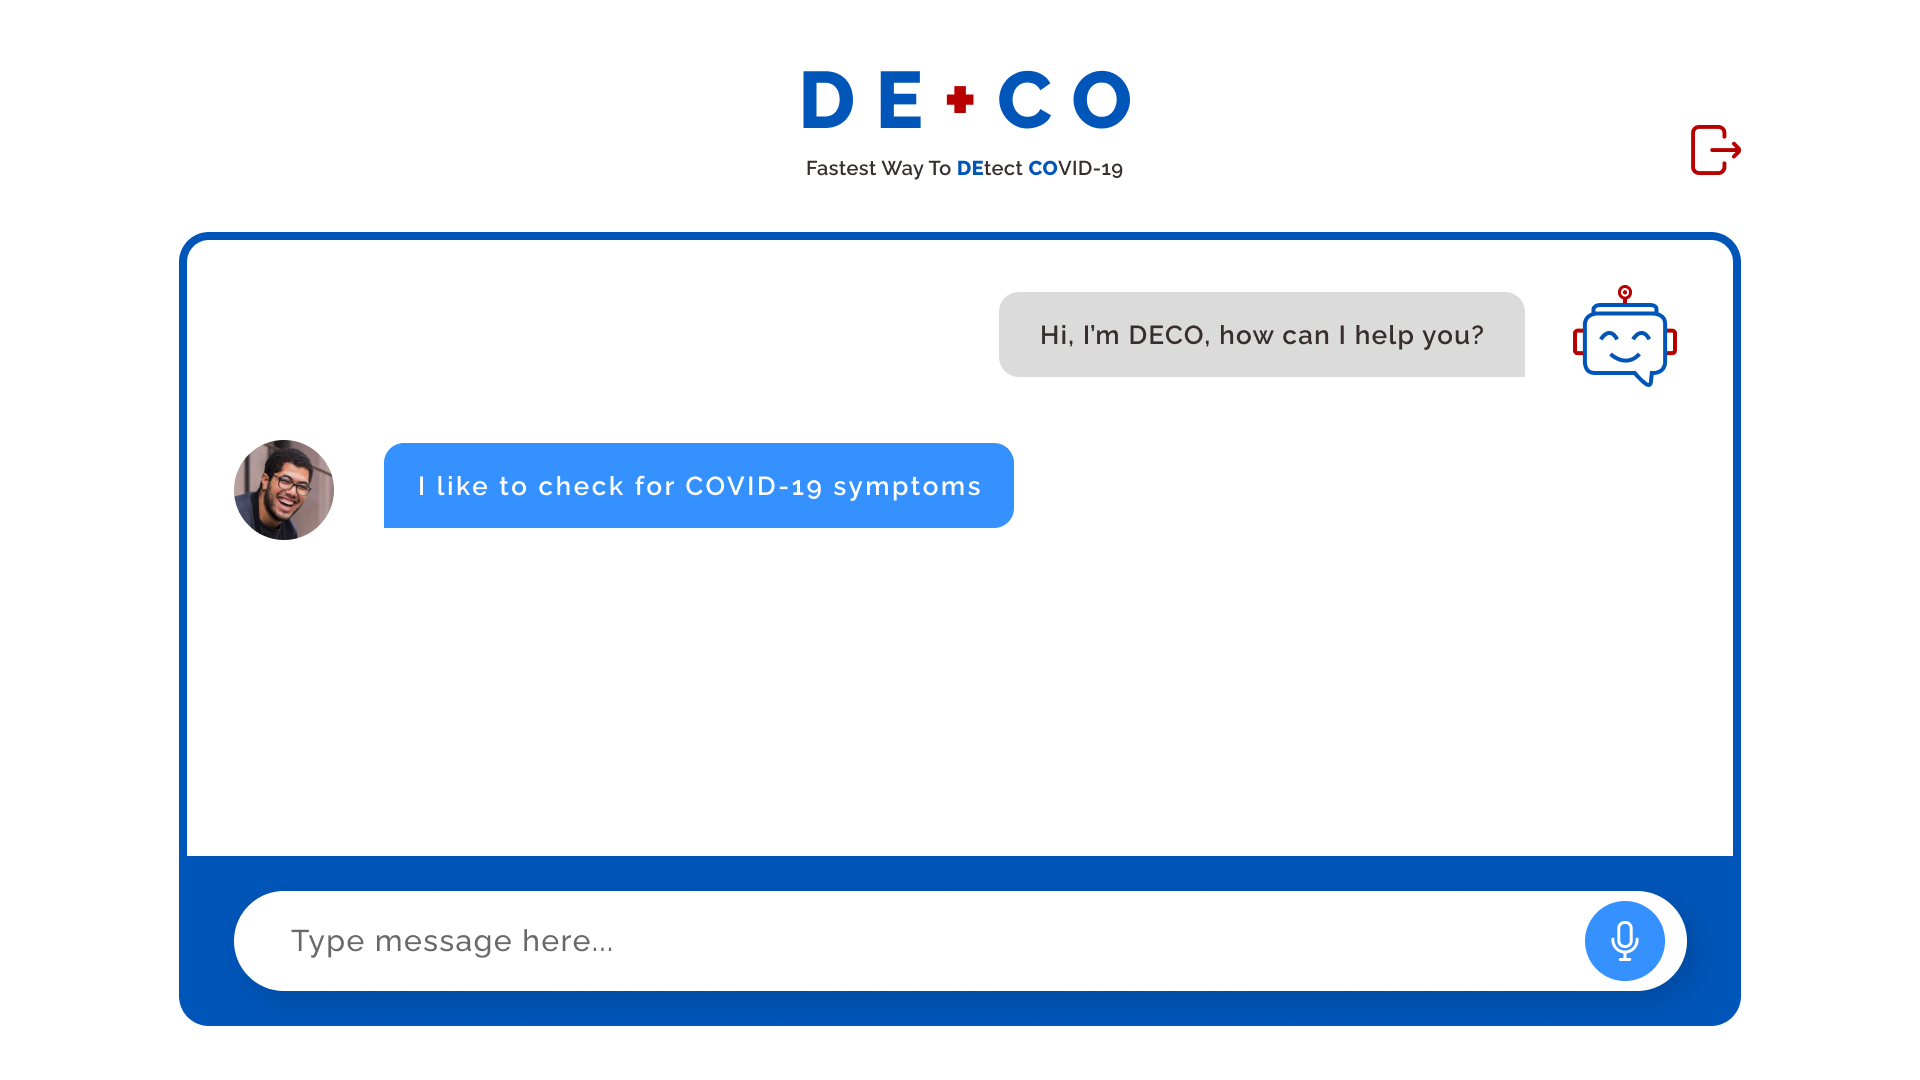 DE+CO
Fastest Way To DEtect COVID-19
Hi, I’m DECO, how can I help you?
I like to check for COVID-19 symptoms
Type message here...